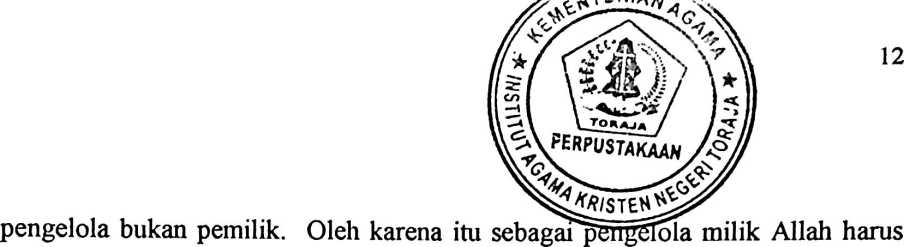 KEMENTERIAN AGAMA
12
TORAJA
PERPUSTAKAAN
INSTITUT AGAMA KRISTEN NEGERI TORAJA
pengelola bukan pemilik. Oleh karena itu sebagai pengelola milik Allah harus